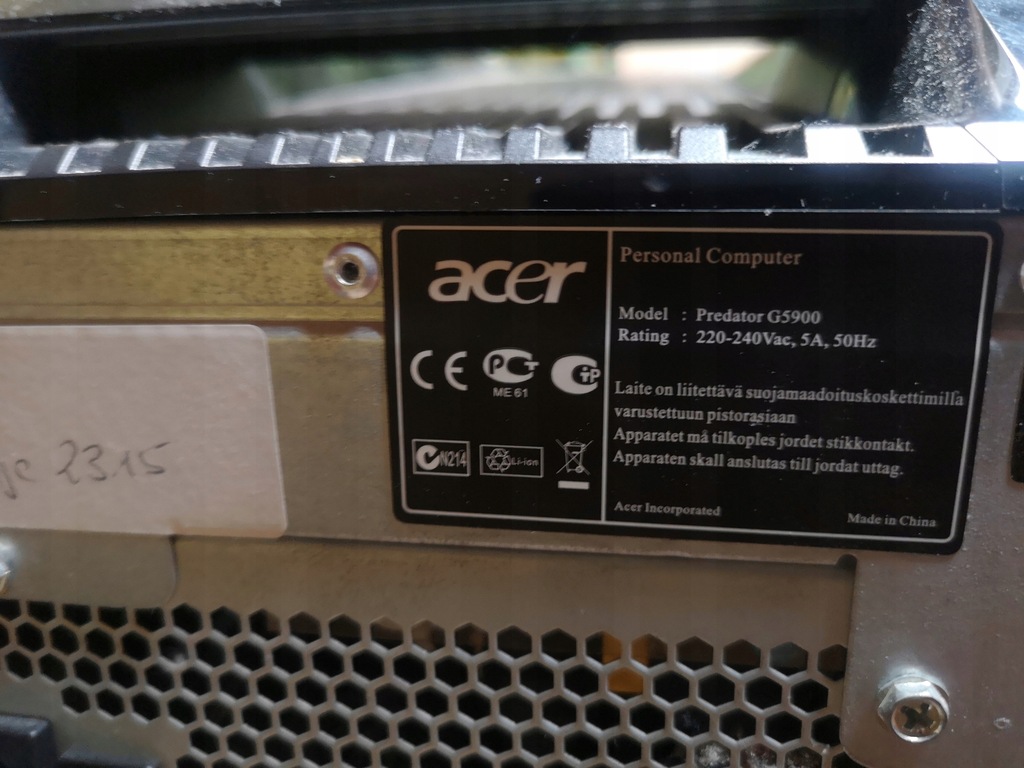 acer
CE
PCT
ME 61
N214
Li-ion
Personal Computer
Model : Predator G5900
Rating : 220-240Vac, 5A, 50Hz
Laite on liitettävä suojamaadoituskoskettimilla
varustettuun pistorasiaan
Apparatet må tilkoples jordet stikkontakt.
Apparaten skall anslutas till jordat uttag.
Acer Incorporated
Made in China
23.15